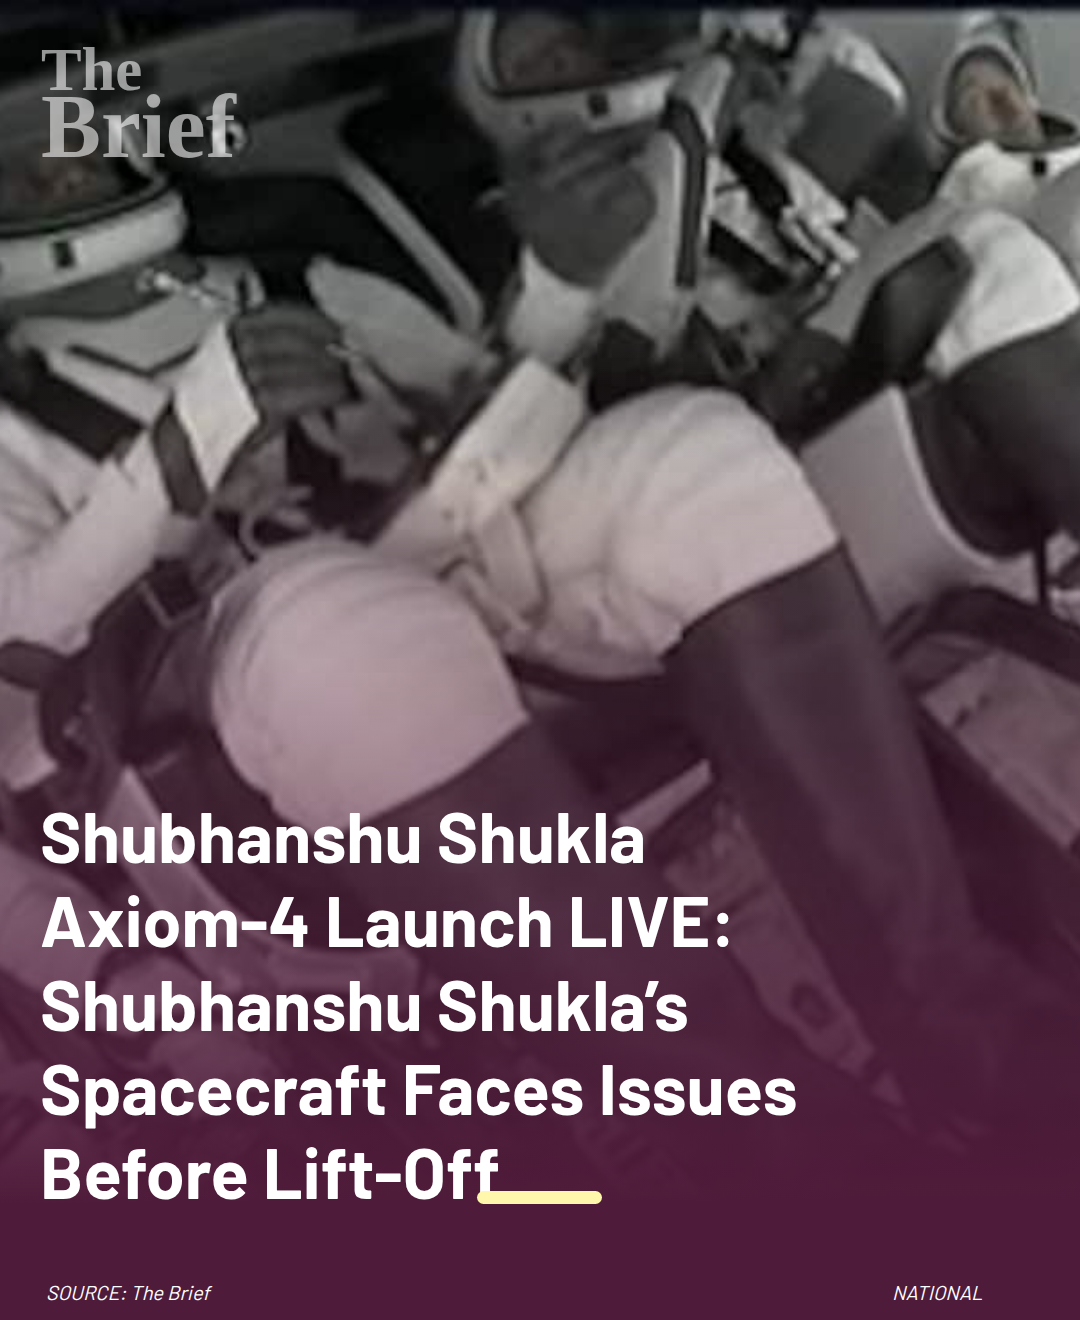 The
Brief
Shubhanshu Shukla
Axiom-4 Launch LIVE:
Shubhanshu Shukla’s
Spacecraft Faces Issues
Before Lift-Off
SOURCE: The Brief
NATIONAL